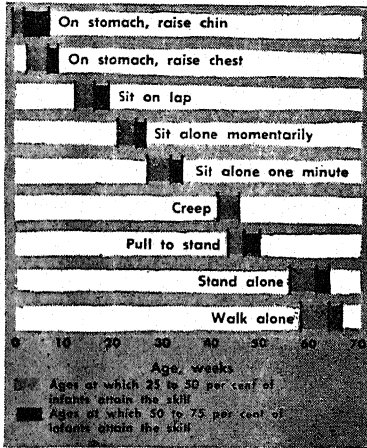 On stomach, raise chin
On stomach, raise chest
Sit on lap
Sit alone momentarily
Sit alone one minute
Creep
Pull to stand
Stand alone
Walk alone
0 10 20 30 40 50 60 70
Age, weeks
Ages at which 25 to 50 per cent of
infants attain the skill
Ages at which 50 to 75 per cent of
infants attain the skill